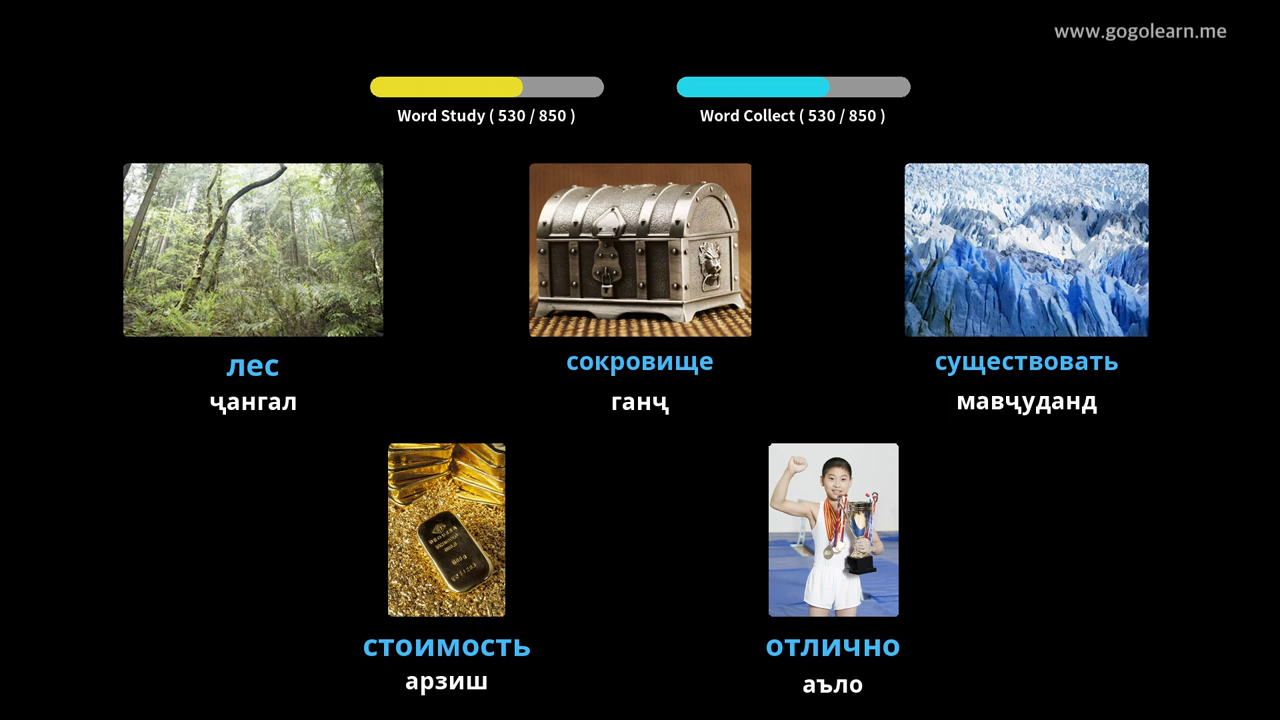 www.gogolearn.me
Word Study ( 530 / 850 )
Word Collect ( 530 / 850 )
лес
сокровище
существовать
ҷангал
ганҷ
мавҷуданд
стоимость
отлично
арзиш
аъло